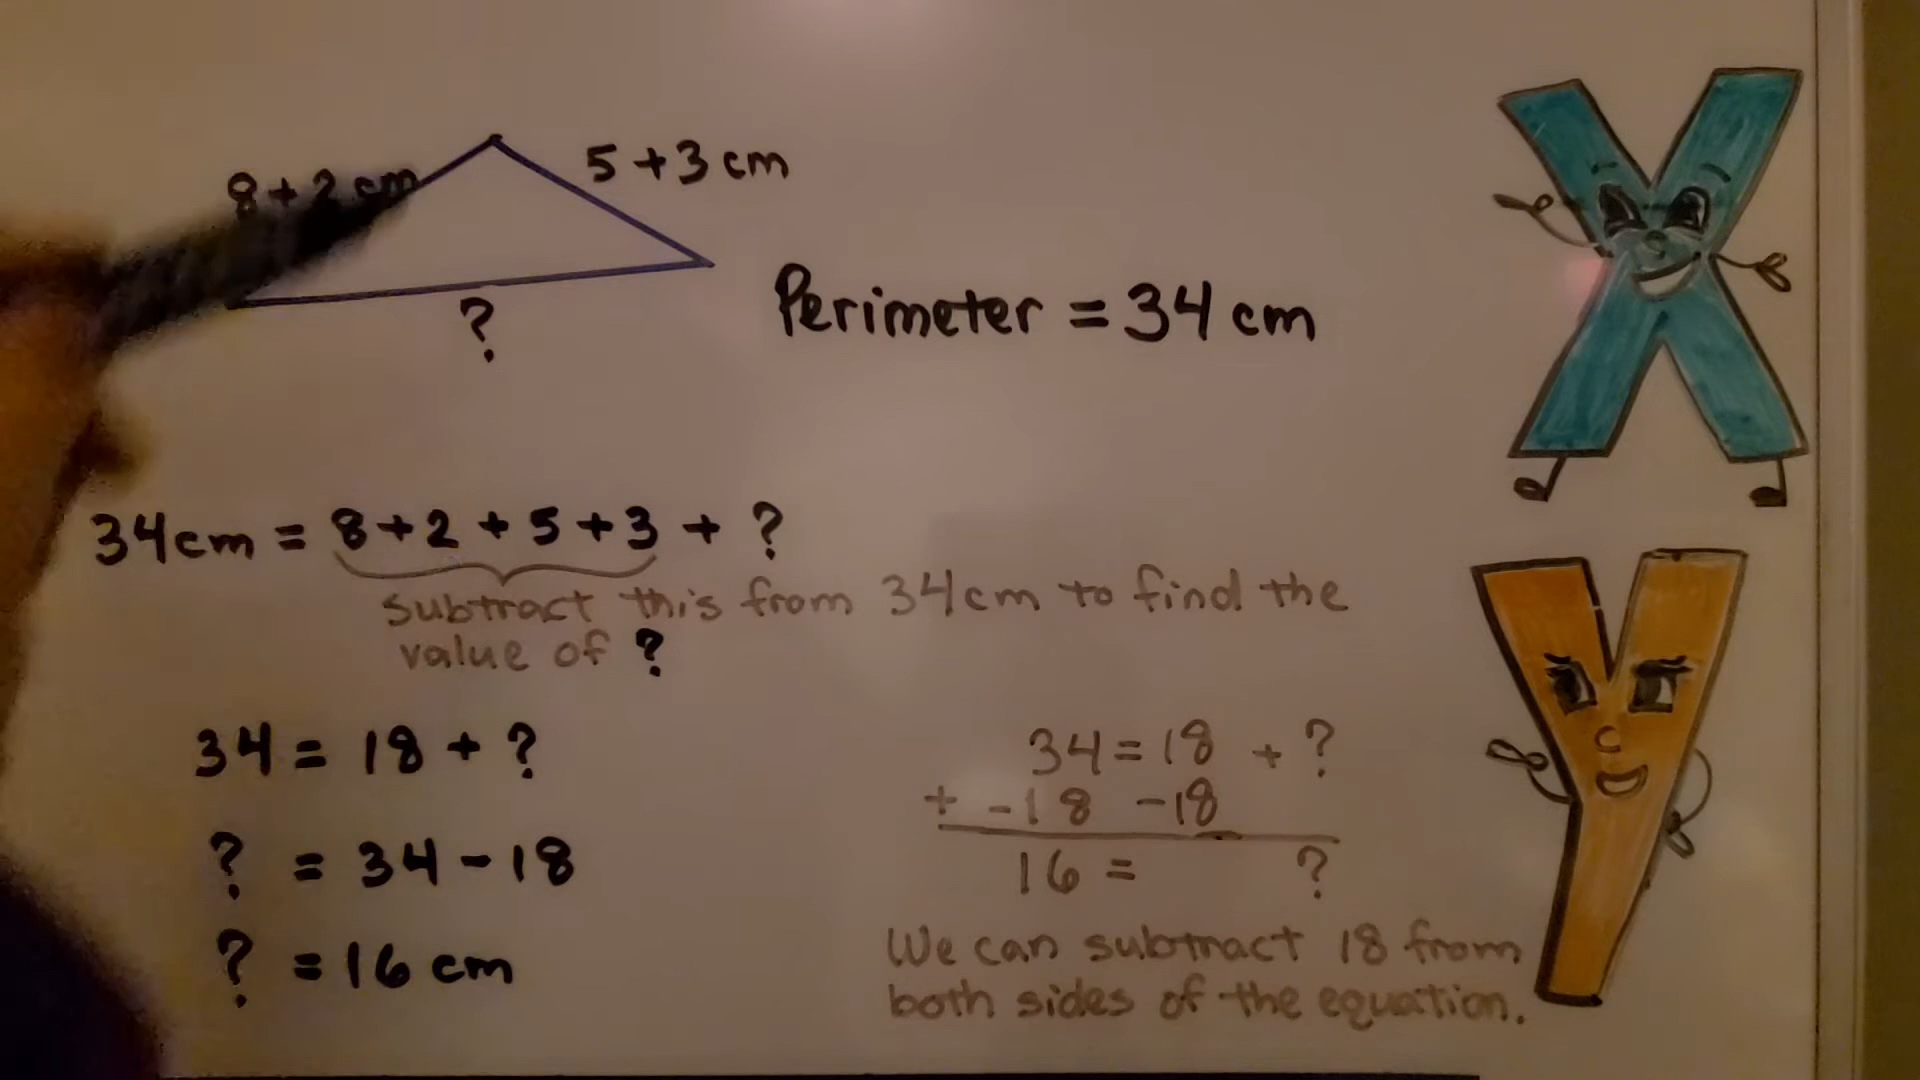 8+2 cm
5+3 cm
?
Perimeter = 34 cm
34cm = 8+2 + 5+3 + ?
subtract this from 34cm to find the
value of ?
34 = 18 + ?
? = 34-18
? = 16 cm
34=18 + ?
+ -18 -18
16 = ?
We can subtract 18 from
both sides of the equation.